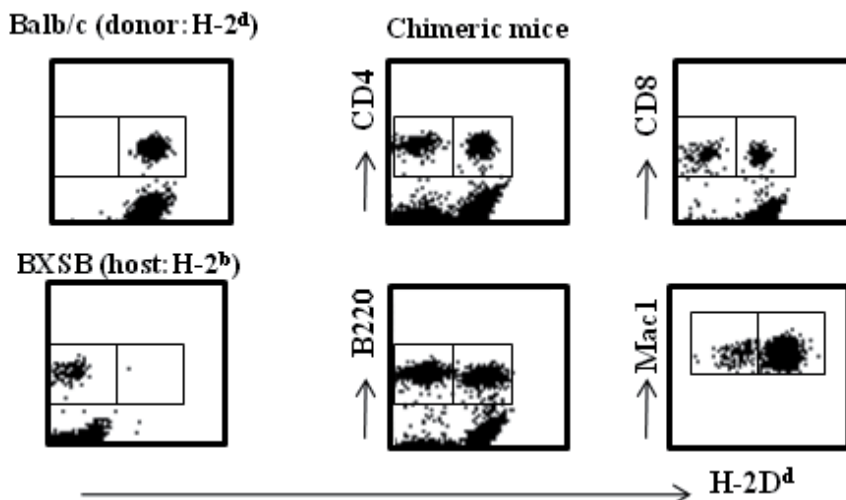 Balb/c (donor: H-2d)
Chimeric mice
CD4
CD8
BXSB (host: H-2b)
B220
Mac1
H-2Dd